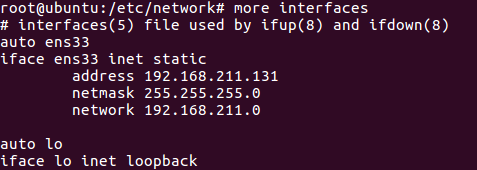 root@ubuntu:/etc/network# more interfaces
# interfaces(5) file used by ifup(8) and ifdown(8)
auto ens33
iface ens33 inet static
        address 192.168.211.131
        netmask 255.255.255.0
        network 192.168.211.0

auto lo
iface lo inet loopback